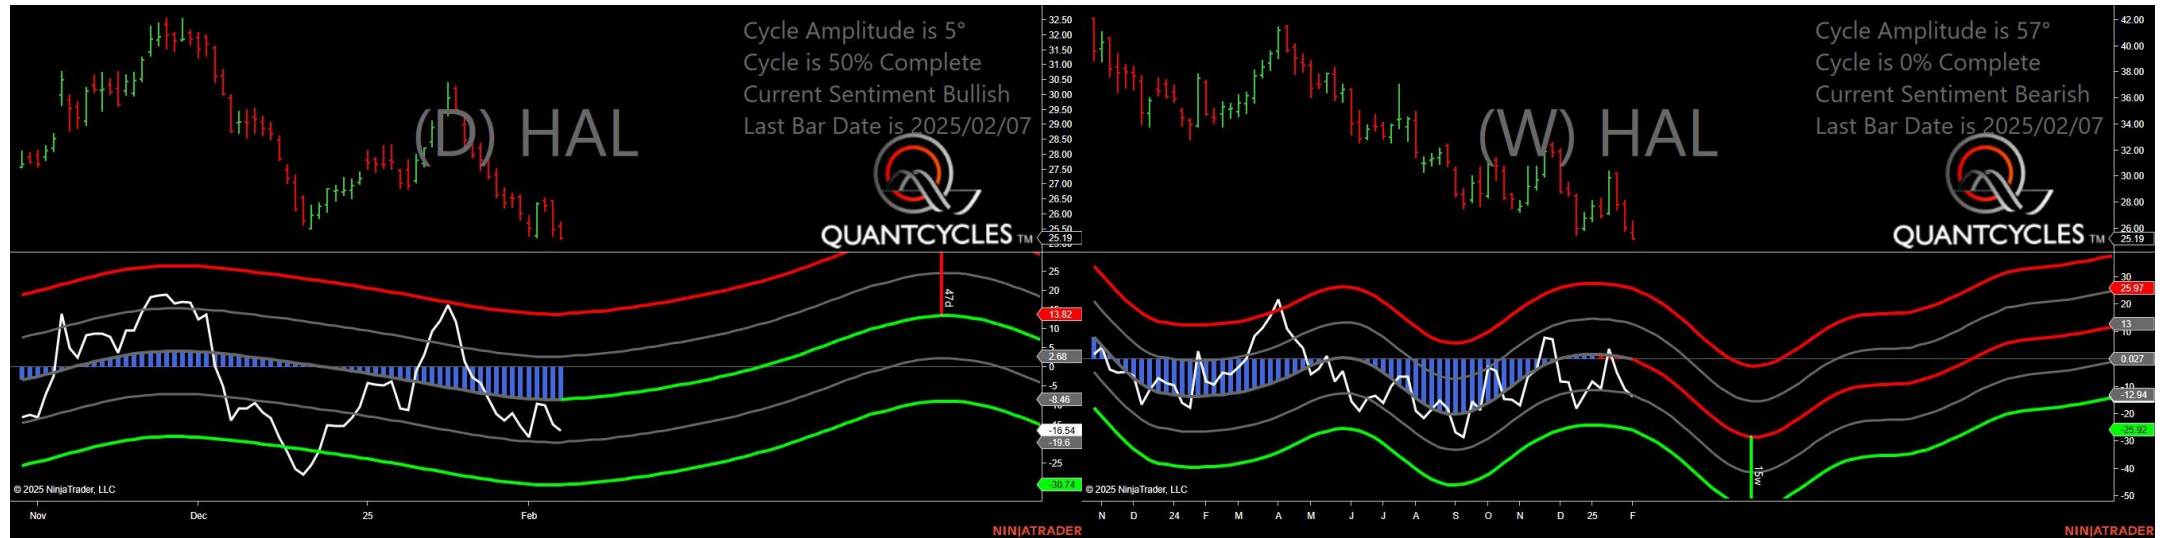 Cycle Amplitude is 5°
Cycle is 50% Complete
Current Sentiment Bullish
Last Bar Date is 2025/02/07
(D) HAL
QUANTCYCLES TM
32.50
32.00
31.50
31.00
30.50
30.00
29.50
29.00
28.50
28.00
27.50
27.00
26.50
26.00
25.50
25.19
47d
25
20
13.82
10
5
2.68
0
-5
-8.46
-16.54
-19.6
-25
-30.74
© 2025 NinjaTrader, LLC
Nov Dec 25 Feb
NINJATRADER
Cycle Amplitude is 57°
Cycle is 0% Complete
Current Sentiment Bearish
Last Bar Date is 2025/02/07
(W) HAL
QUANTCYCLES TM
42.00
40.00
38.00
36.00
34.00
32.00
30.00
28.00
26.00
25.19
15w
30
25.97
20
13
10
0.027
-10
-12.94
-20
-25.92
-30
-40
-50
© 2025 NinjaTrader, LLC
N D 24 F M A M J J A S O N D 25 F
NINJATRADER